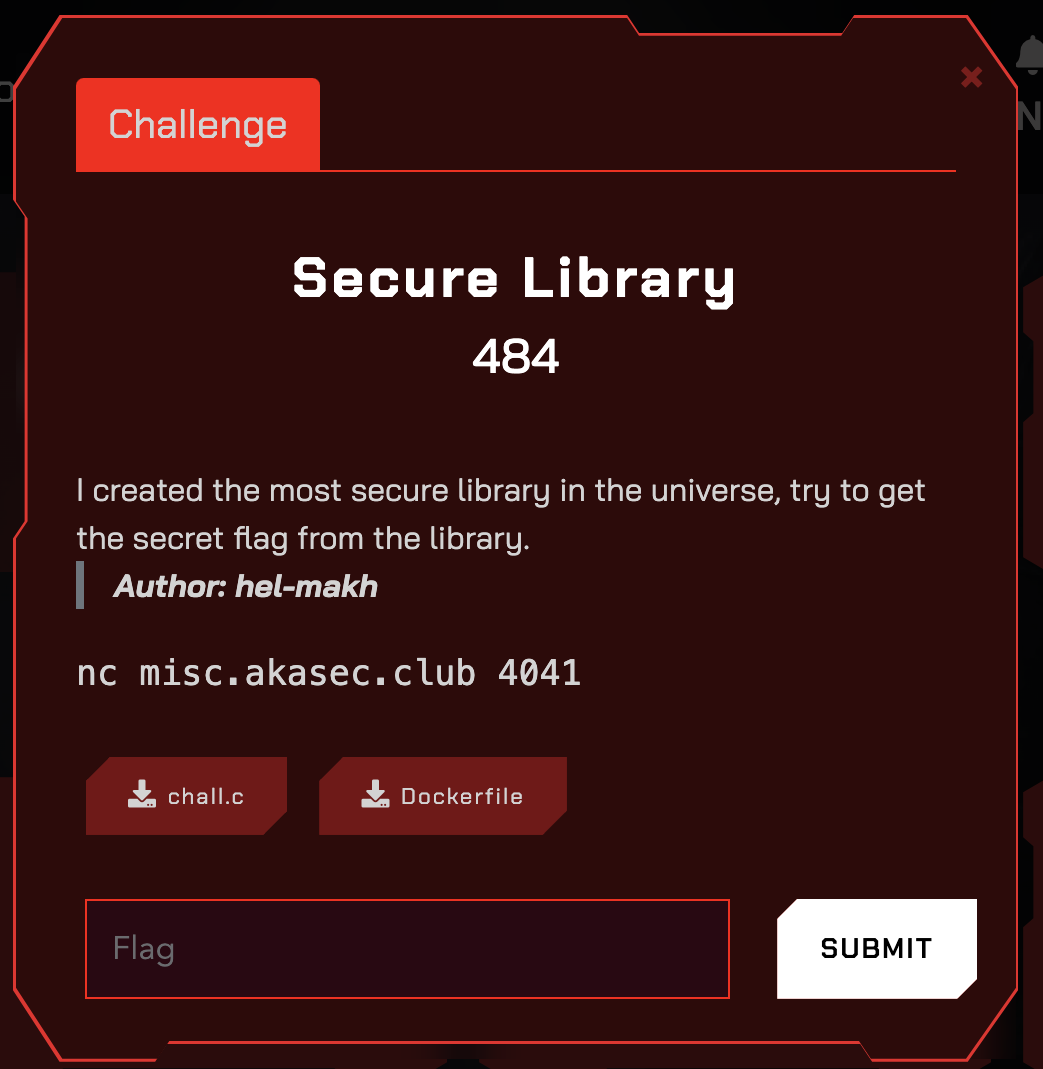 Challenge
Secure Library
484
I created the most secure library in the universe, try to get
the secret flag from the library.
Author: hel-makh
nc misc.akasec.club 4041
chall.c
Dockerfile
Flag
SUBMIT